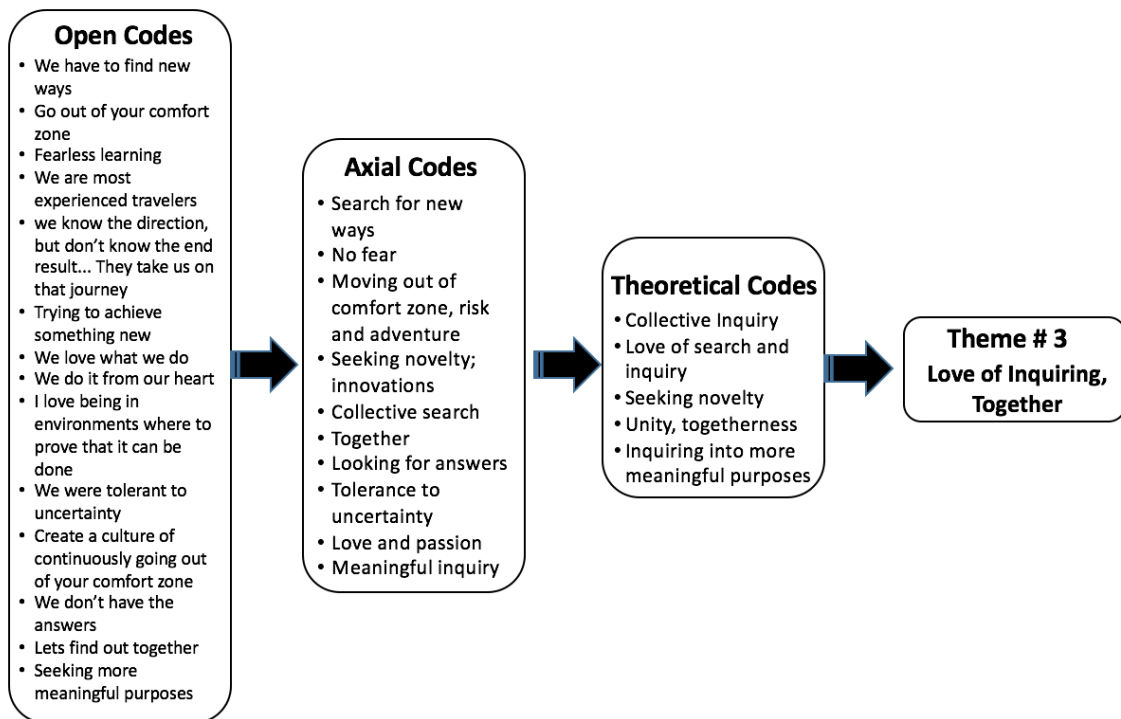 Open Codes
• We have to find new
ways
• Go out of your comfort
zone
• Fearless learning
• We are most
experienced travelers
• we know the direction,
but don’t know the end
result... They take us on
that journey
• Trying to achieve
something new
• We love what we do
• We do it from our heart
• I love being in
environments where to
prove that it can be
done
• We were tolerant to
uncertainty
• Create a culture of
continuously going out
of your comfort zone
• We don’t have the
answers
• Lets find out together
• Seeking more
meaningful purposes
Axial Codes
• Search for new
ways
• No fear
• Moving out of
comfort zone, risk
and adventure
• Seeking novelty;
innovations
• Collective search
• Together
• Looking for answers
• Tolerance to
uncertainty
• Love and passion
• Meaningful inquiry
Theoretical Codes
• Collective Inquiry
• Love of search and
inquiry
• Seeking novelty
• Unity, togetherness
• Inquiring into more
meaningful purposes
Theme # 3
Love of Inquiring,
Together